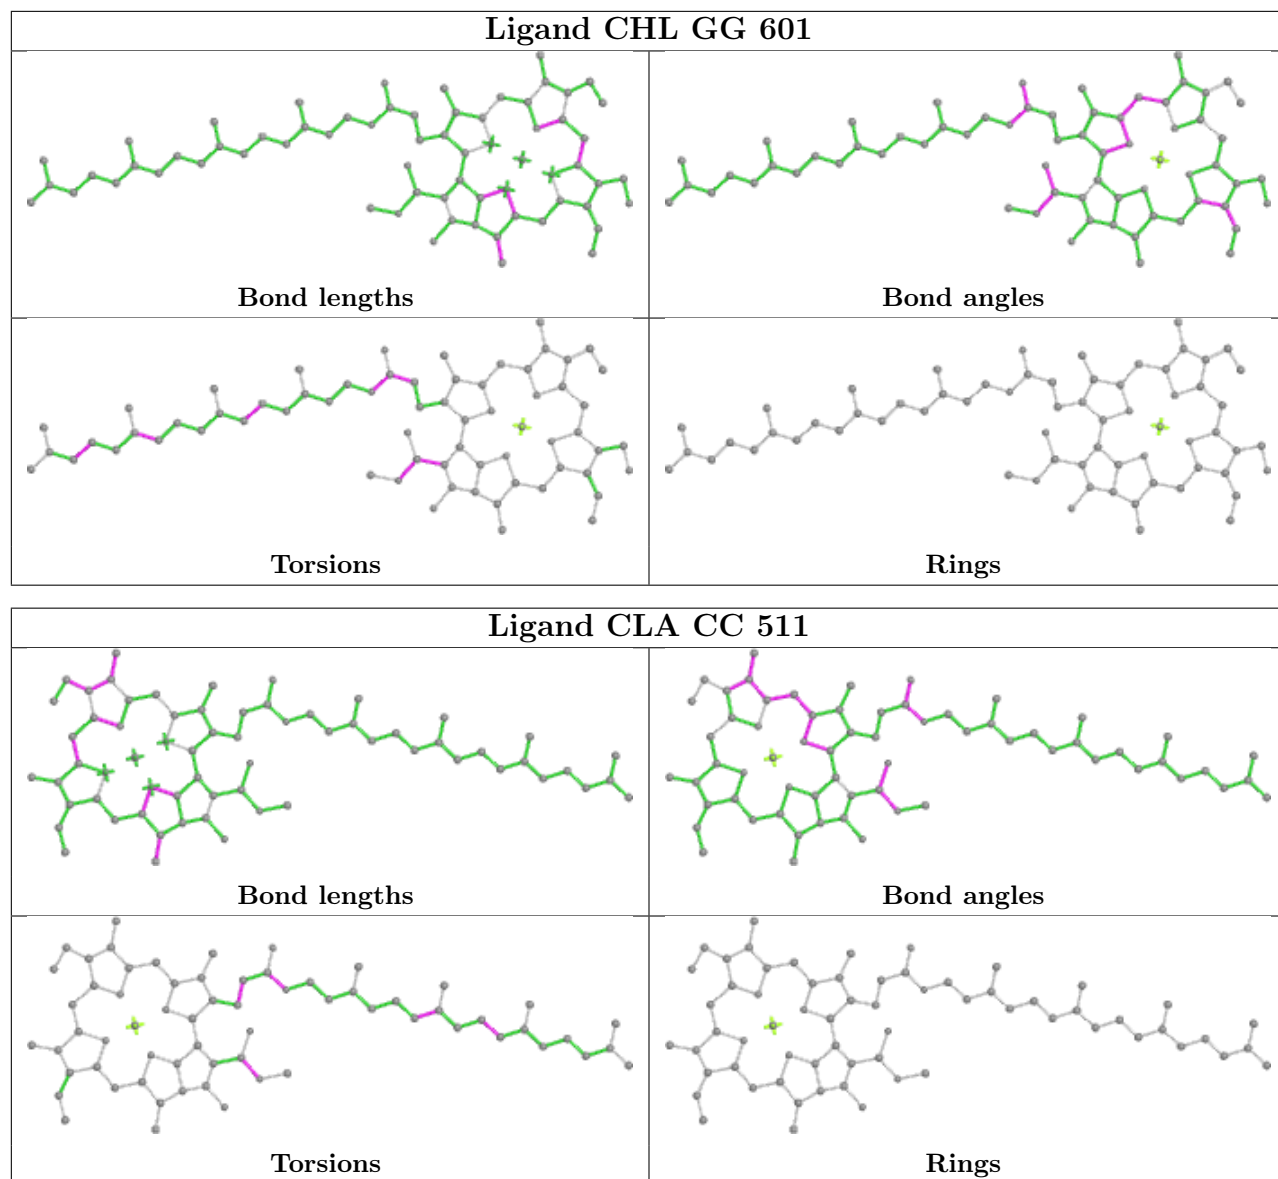 Ligand CHL GG 601
Bond lengths
Bond angles
Torsions
Rings
Ligand CLA CC 511
Bond lengths
Bond angles
Torsions
Rings